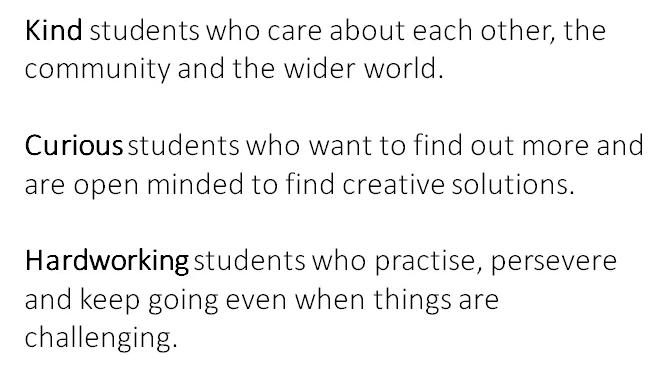 Kind students who care about each other, the
community and the wider world.
Curious students who want to find out more and
are open minded to find creative solutions.
Hardworking students who practise, persevere
and keep going even when things are
challenging.